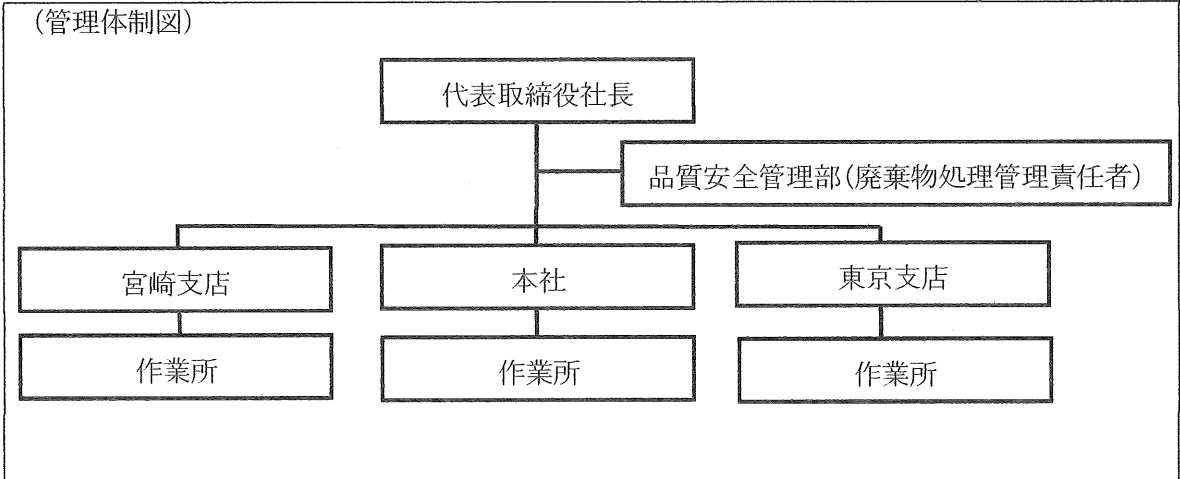 （管理体制図）
代表取締役社長
品質安全管理部（廃棄物処理管理責任者）
宮崎支店
本社
東京支店
作業所
作業所
作業所